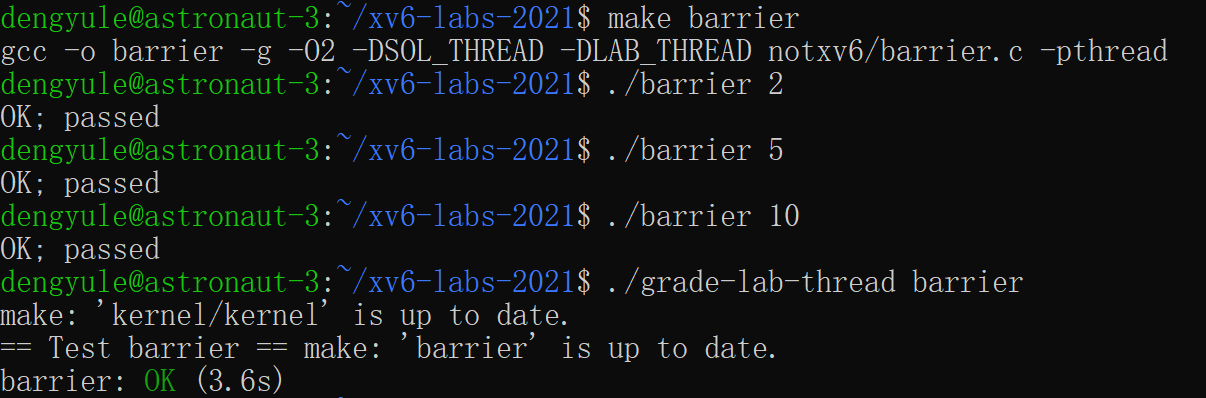 dengyule@astronaut-3:~/xv6-labs-2021$ make barrier
gcc -o barrier -g -O2 -DSOL_THREAD -DLAB_THREAD notxv6/barrier.c -pthread
dengyule@astronaut-3:~/xv6-labs-2021$ ./barrier 2
OK; passed
dengyule@astronaut-3:~/xv6-labs-2021$ ./barrier 5
OK; passed
dengyule@astronaut-3:~/xv6-labs-2021$ ./barrier 10
OK; passed
dengyule@astronaut-3:~/xv6-labs-2021$ ./grade-lab-thread barrier
make: 'kernel/kernel' is up to date.
== Test barrier == make: 'barrier' is up to date.
barrier: OK (3.6s)